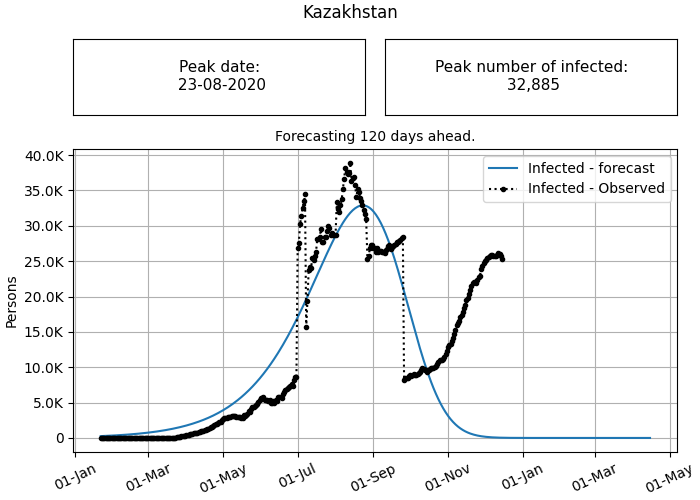 Kazakhstan
Peak date:
23-08-2020
Peak number of infected:
32,885
Forecasting 120 days ahead.
Infected - forecast
Infected - Observed
Persons
40.0K
35.0K
30.0K
25.0K
20.0K
15.0K
10.0K
5.0K
0
01-Jan
01-Mar
01-May
01-Jul
01-Sep
01-Nov
01-Jan
01-Mar
01-May